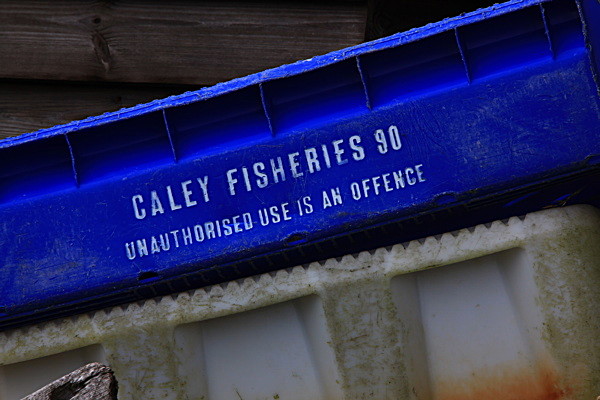 CALEY FISHERIES 90
UNAUTHORISED USE IS AN OFFENCE